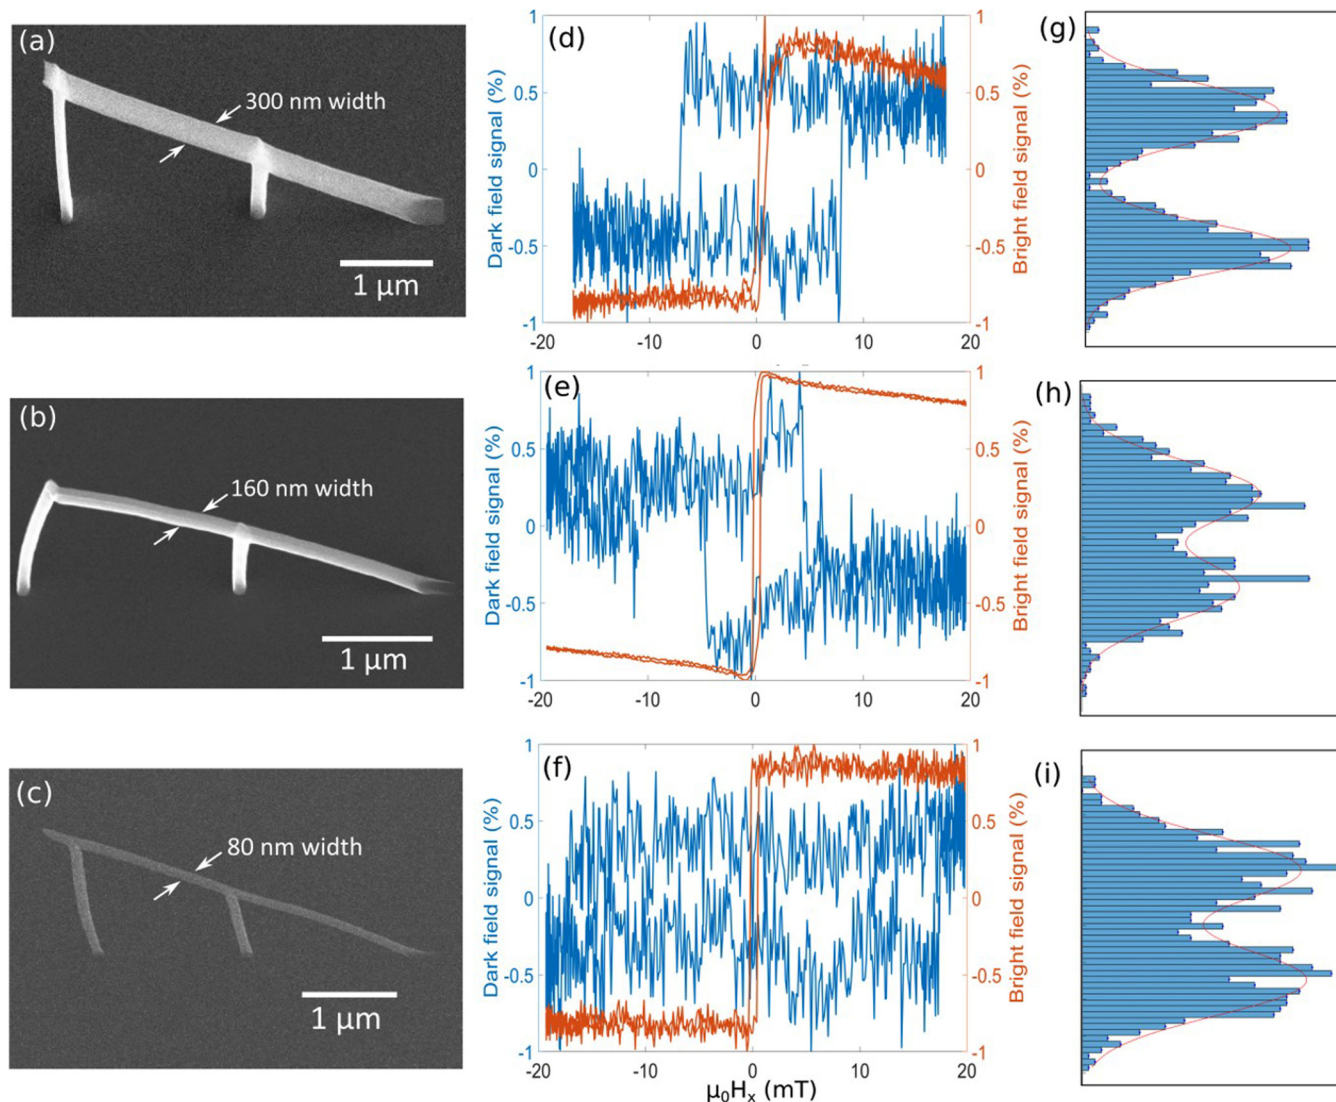 (a)
300 nm width
1 μm
(d)
Dark field signal (%)
1
0.5
0
-0.5
-1
-20
-10
0
10
20
1
0.5
0
-0.5
-1
Bright field signal (%)
(g)
(b)
160 nm width
1 μm
(e)
Dark field signal (%)
1
0.5
0
-0.5
-1
-20
-10
0
10
20
1
0.5
0
-0.5
-1
Bright field signal (%)
(h)
(c)
80 nm width
1 μm
(f)
Dark field signal (%)
1
0.5
0
-0.5
-1
-20
-10
0
10
20
μ₀Hₓ (mT)
1
0.5
0
-0.5
-1
Bright field signal (%)
(i)